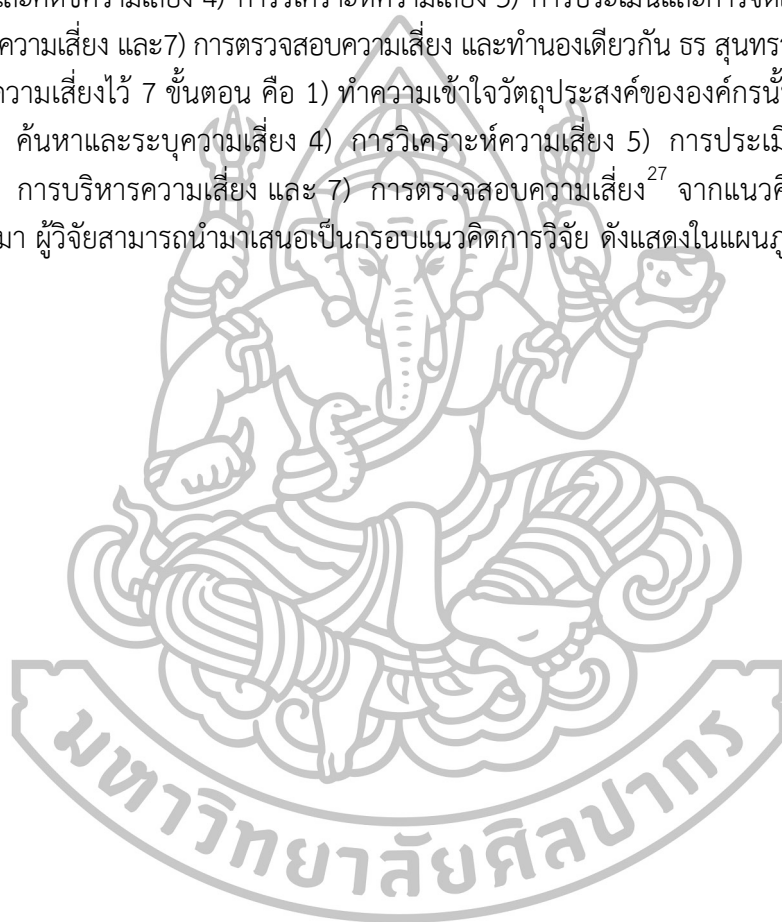 ความเสี่ยง 4) การวิเคราะห์ความเสี่ยง 5) การประเมินและการจัด
ความเสี่ยง และ7) การตรวจสอบความเสี่ยง และทำนองเดียวกัน ธร สุนทรา
ความเสี่ยงไว้ 7 ขั้นตอน คือ 1) ทำความเข้าใจวัตถุประสงค์ขององค์กรนั้น
ค้นหาและระบุความเสี่ยง 4) การวิเคราะห์ความเสี่ยง 5) การประเมิ
การบริหารความเสี่ยง และ 7) การตรวจสอบความเสี่ยง27 จากแนวคิ
มา ผู้วิจัยสามารถนำมาเสนอเป็นกรอบแนวคิดการวิจัย ดังแสดงในแผนภู
มหาวิทยาลัยศิลปากร